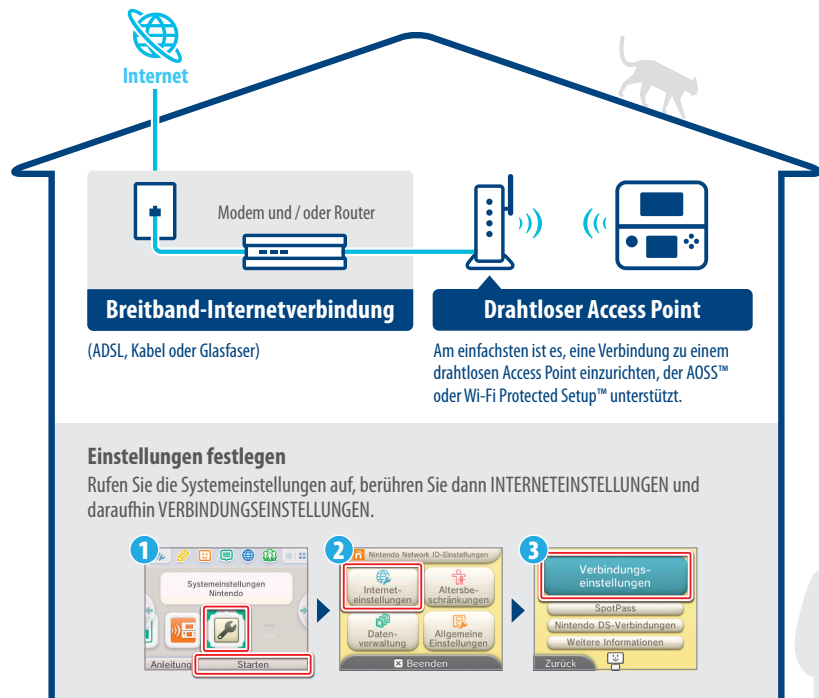 Internet
Modem und / oder Router
Breitband-Internetverbindung
(ADSL, Kabel oder Glasfaser)
Drahtloser Access Point
Am einfachsten ist es, eine Verbindung zu einem
drahtlosen Access Point einzurichten, der AOSS™
oder Wi-Fi Protected Setup™ unterstützt.
Einstellungen festlegen
Rufen Sie die Systemeinstellungen auf, berühren Sie dann INTERNETEINSTELLUNGEN und
daraufhin VERBINDUNGSEINSTELLUNGEN.
1
Systemeinstellungen
Nintendo
Anleitung
Starten
2
Nintendo Network ID-Einstellungen
Internet-
einstellungen
Altersbe-
schränkungen
Daten-
verwaltung
Allgemeine
Einstellungen
Beenden
3
Verbindungs-
einstellungen
SpotPass
Nintendo DS-Verbindungen
Weitere Informationen
Zurück